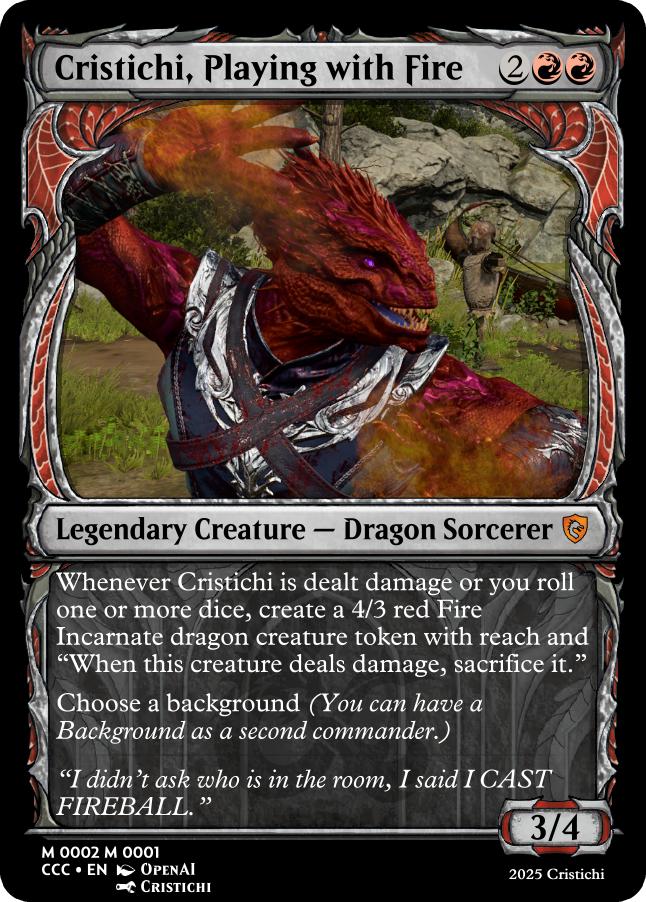 Cristichi, Playing with Fire 2
Legendary Creature — Dragon Sorcerer
Whenever Cristichi is dealt damage or you roll
one or more dice, create a 4/3 red Fire
Incarnate dragon creature token with reach and
“When this creature deals damage, sacrifice it.”
Choose a background (You can have a
Background as a second commander.)
“I didn’t ask who is in the room, I said I CAST
FIREBALL.”
3/4
M 0002 M 0001
CCC • EN OpenAI
Cristichi
2025 Cristichi